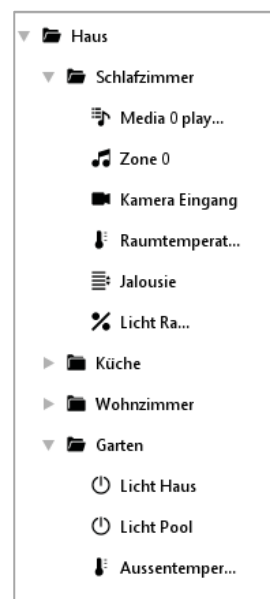 Haus
Schlafzimmer
Media 0 play...
Zone 0
Kamera Eingang
Raumtemperat...
Jalousie
Licht Ra...
Küche
Wohnzimmer
Garten
Licht Haus
Licht Pool
Aussentemper...